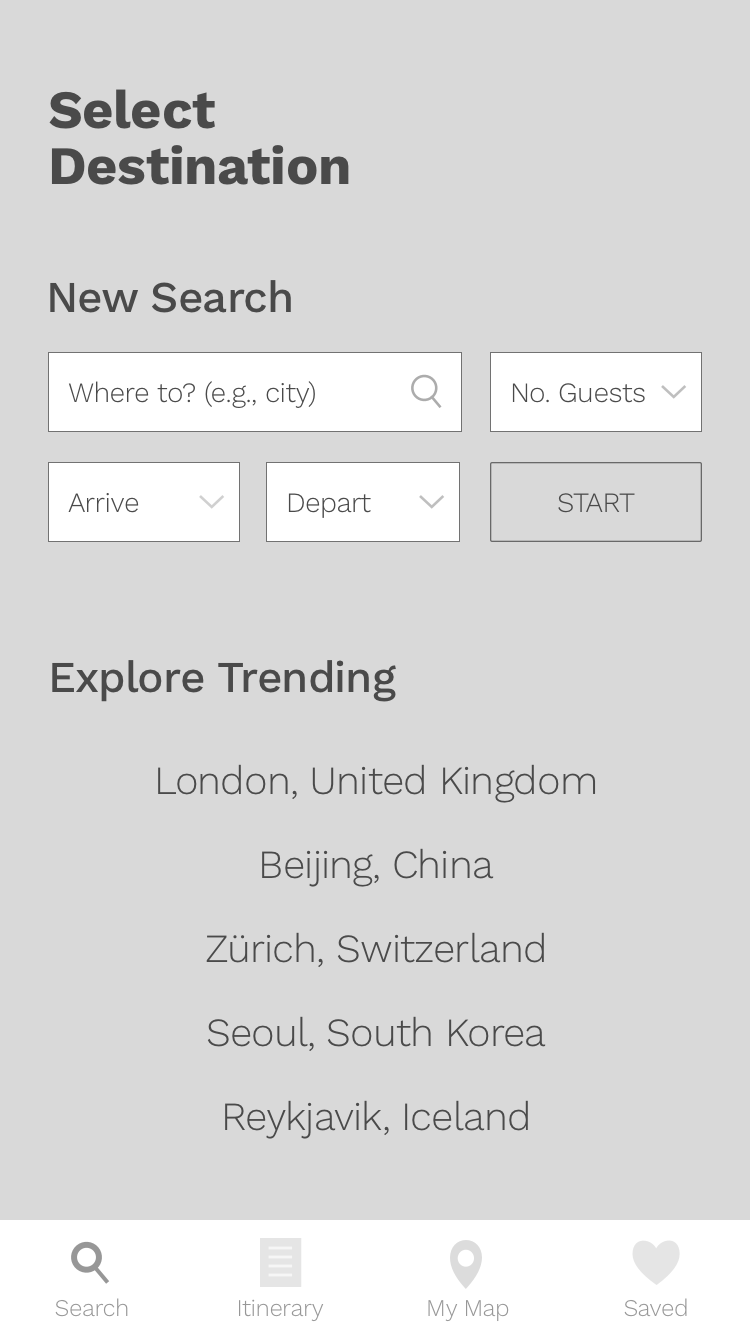 Select
Destination
New Search
Where to? (e.g., city)
No. Guests
Arrive
Depart
START
Explore Trending
London, United Kingdom
Beijing, China
Zürich, Switzerland
Seoul, South Korea
Reykjavik, Iceland
Search
Itinerary
My Map
Saved